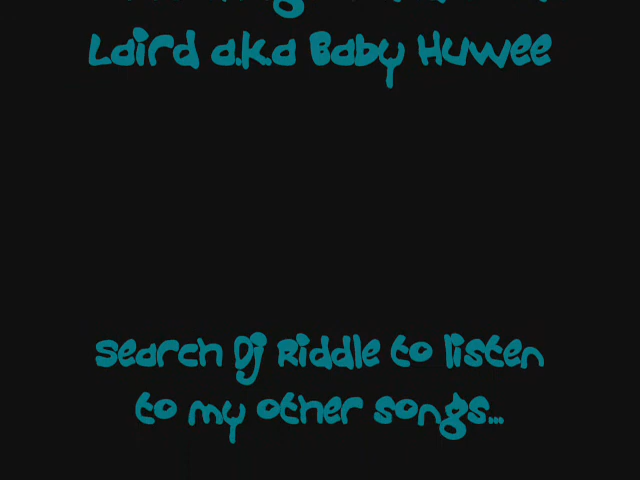 Laird a.k.a Baby Huwee
search Dj Riddle to listen
to my other songs...